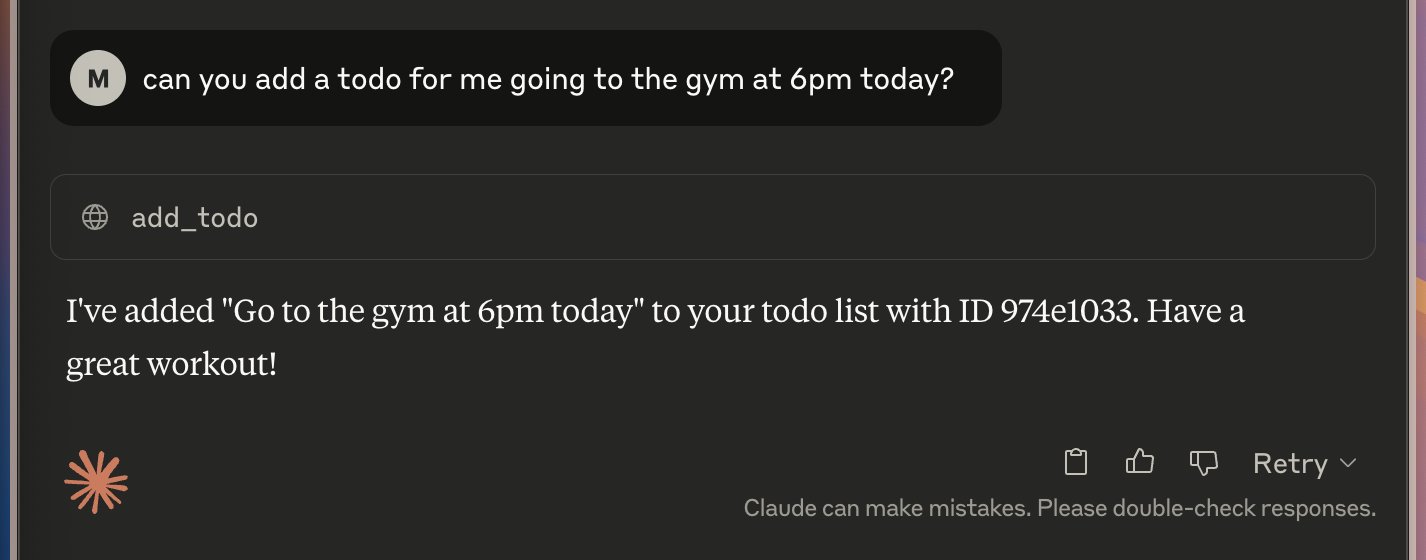 M
can you add a todo for me going to the gym at 6pm today?
add_todo
I've added "Go to the gym at 6pm today" to your todo list with ID 974e1033. Have a
great workout!
Retry
Claude can make mistakes. Please double-check responses.